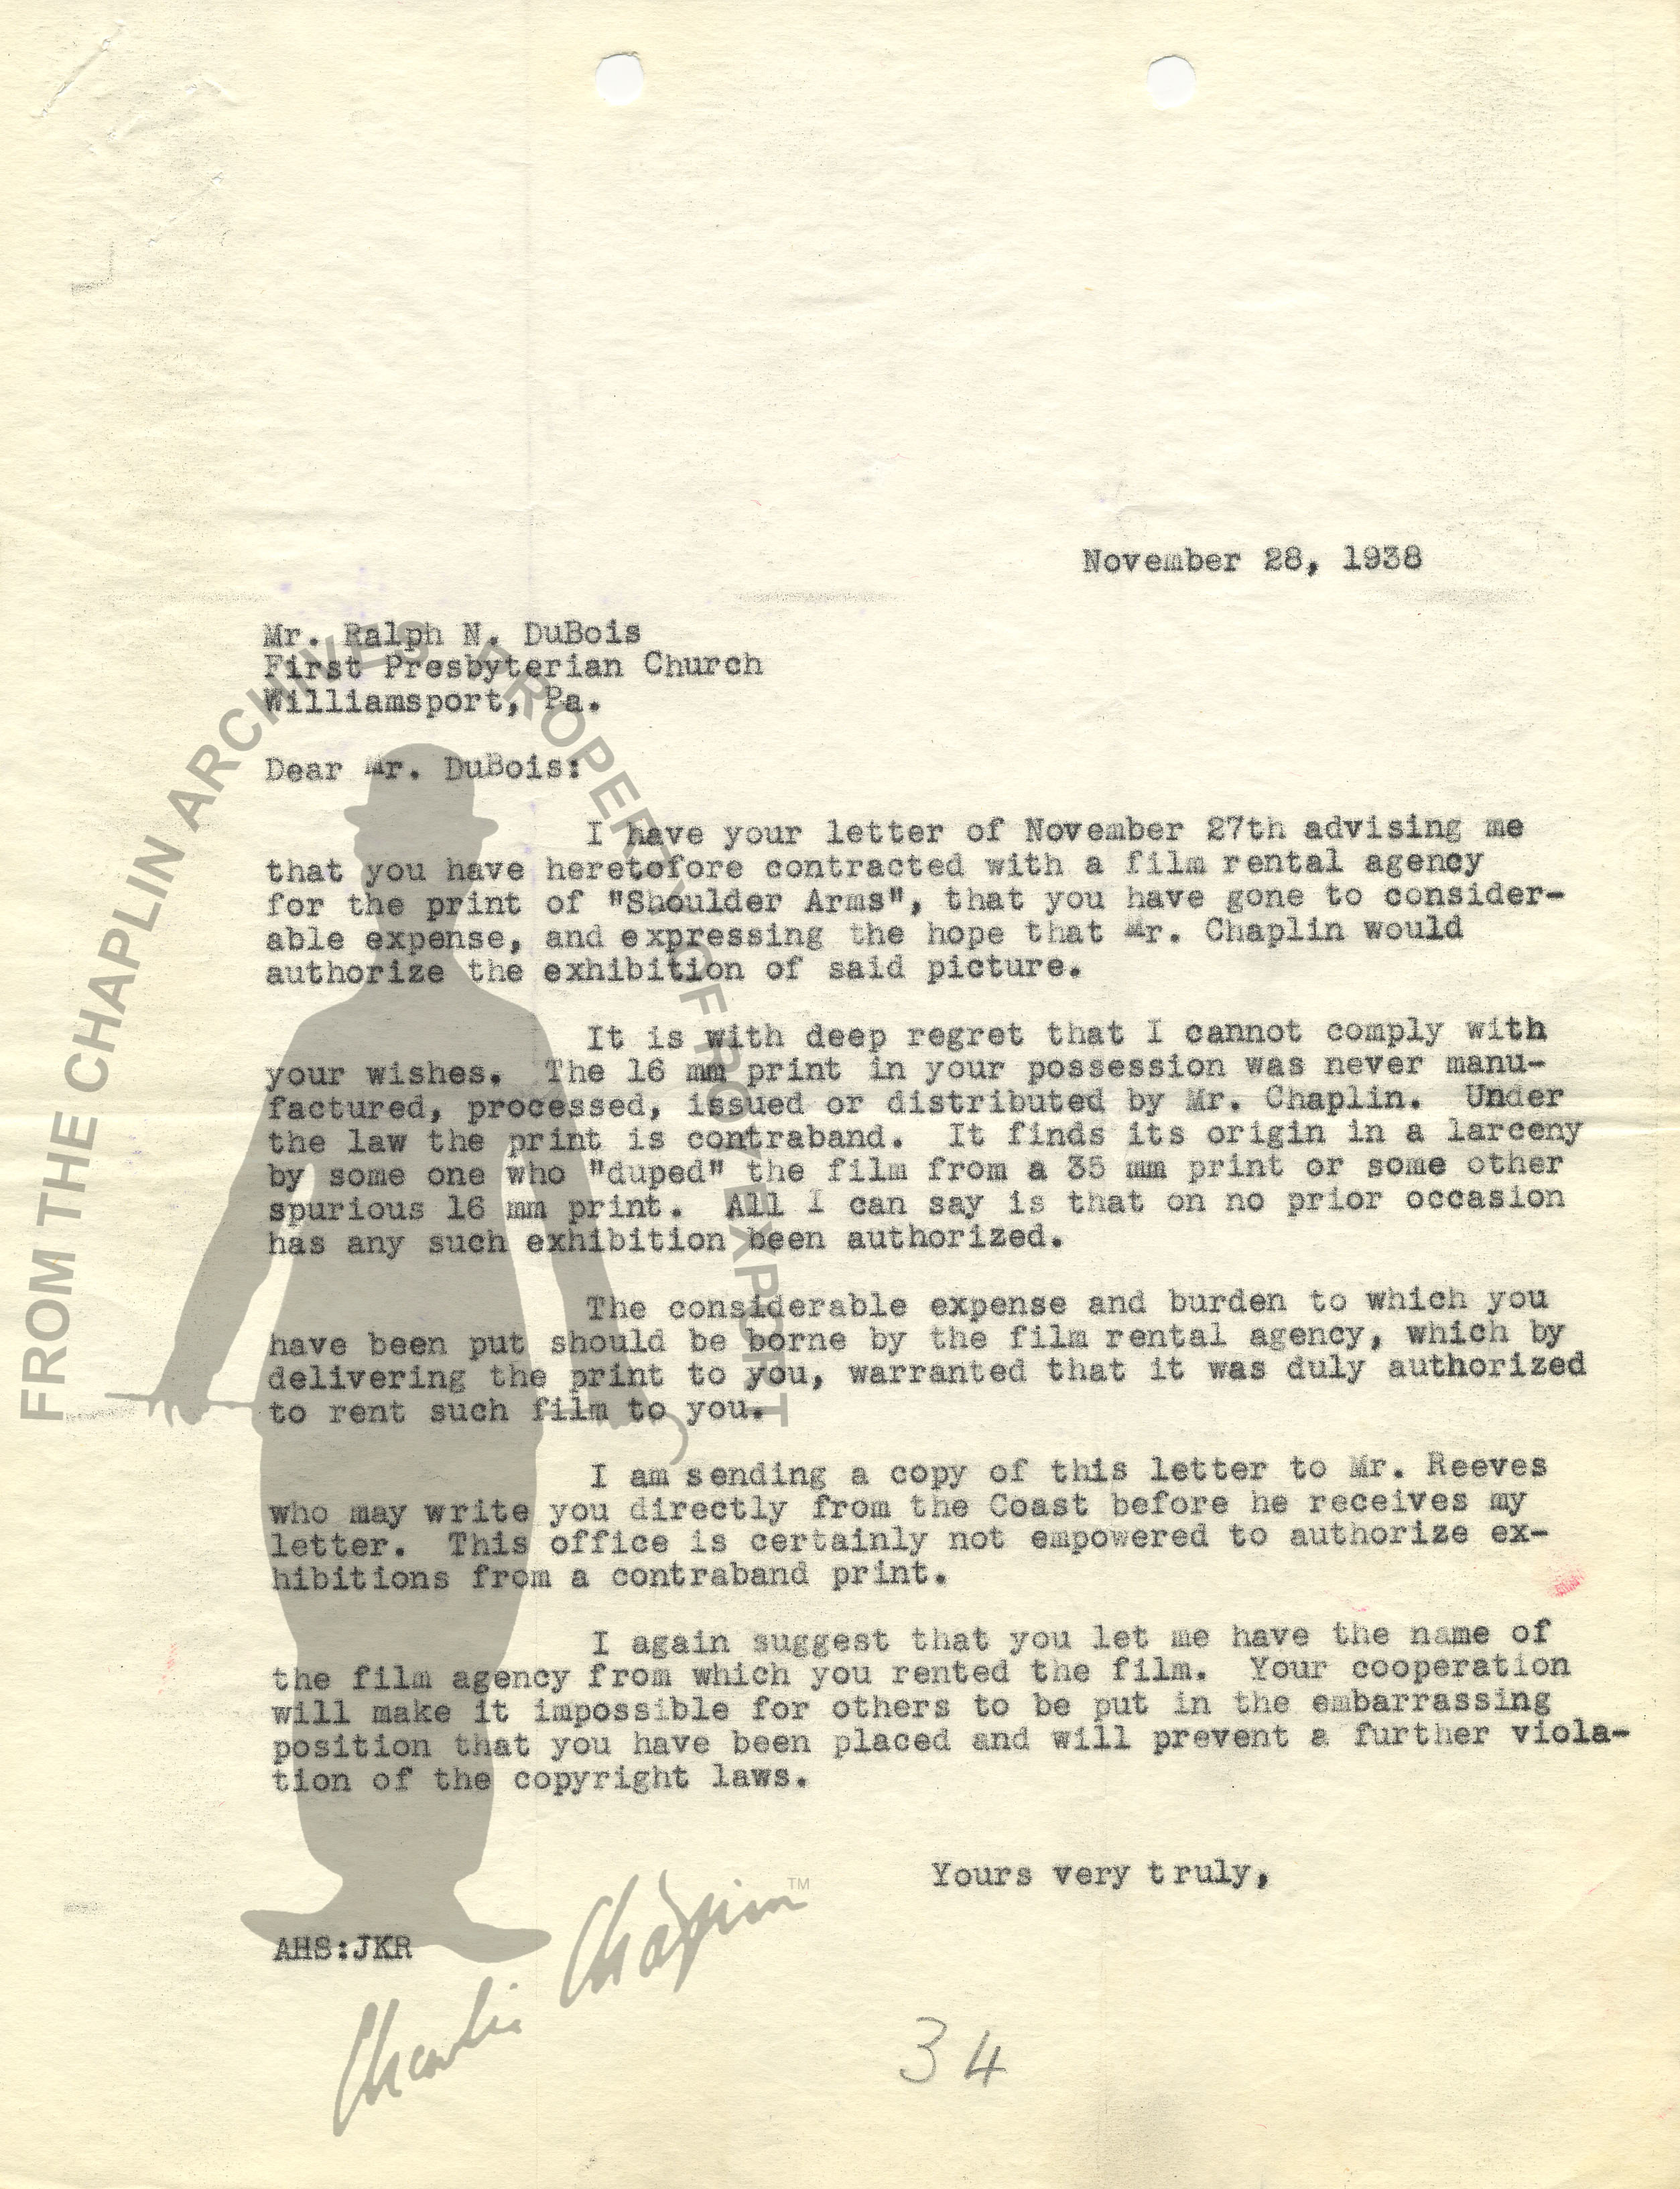 November 28, 1938
Mr. Ralph N. DuBois
First Presbyterian Church
Williamsport, Pa.
Dear Mr. DuBois:
I have your letter of November 27th advising me
that you have heretofore contracted with a film rental agency
for the print of "Shoulder Arms", that you have gone to consider-
able expense, and expressing the hope that Mr. Chaplin would
authorize the exhibition of said picture.
It is with deep regret that I cannot comply with
your wishes. The 16 mm print in your possession was never manu-
factured, processed, issued or distributed by Mr. Chaplin. Under
the law the print is contraband. It finds its origin in a larceny
by some one who "duped" the film from a 35 mm print or some other
spurious 16 mm print. All I can say is that on no prior occasion
has any such exhibition been authorized.
The considerable expense and burden to which you
have been put should be borne by the film rental agency, which by
delivering the print to you, warranted that it was duly authorized
to rent such film to you.
I am sending a copy of this letter to Mr. Reeves
who may write you directly from the Coast before he receives my
letter. This office is certainly not empowered to authorize ex-
hibitions from a contraband print.
I again suggest that you let me have the name of
the film agency from which you rented the film. Your cooperation
will make it impossible for others to be put in the embarrassing
position that you have been placed and will prevent a further viola-
tion of the copyright laws.
Yours very truly,
AHS:JKR
34
FROM THE CHAPLIN ARCHIVES PROPERTY OF ROY EXPORT
Charlie Chaplin TM